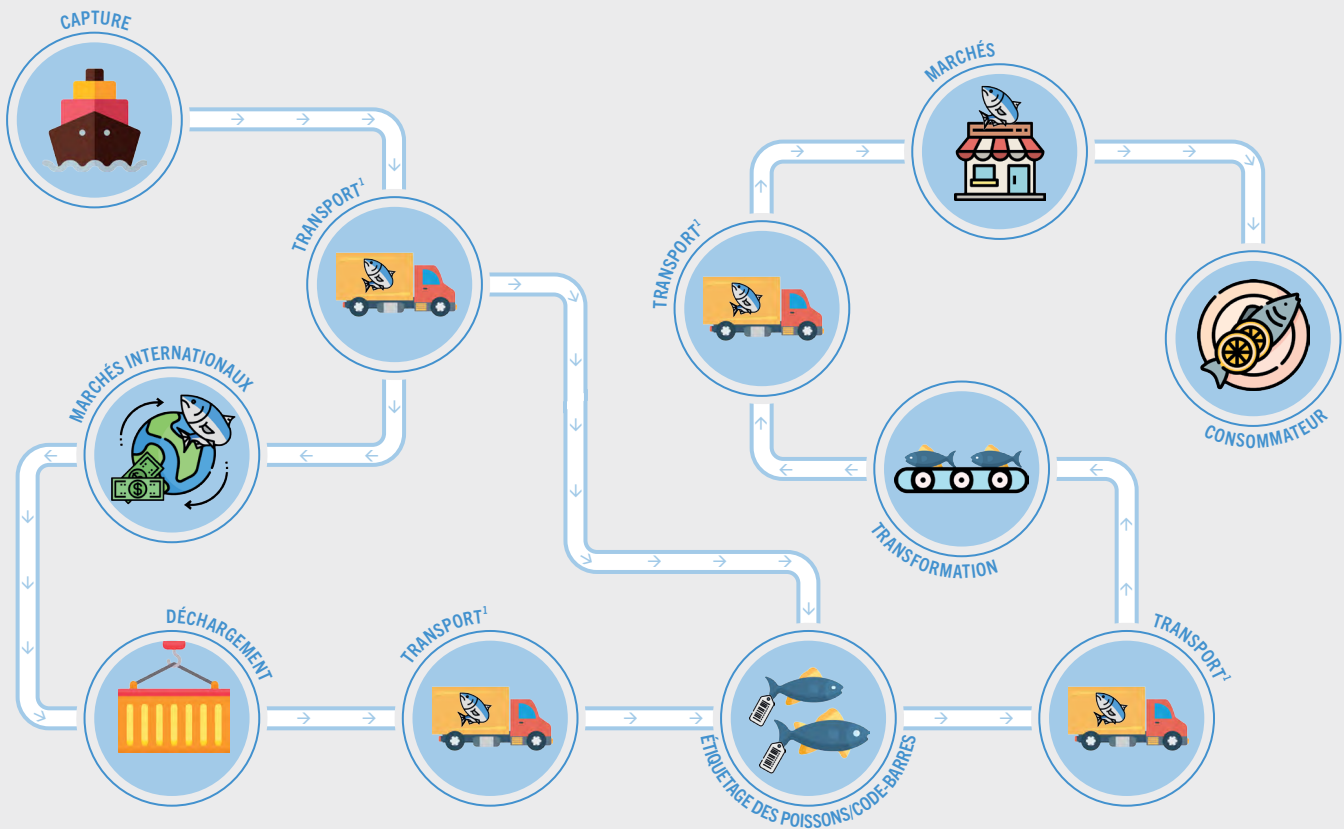 CAPTURE
TRANSPORT¹
MARCHÉS INTERNATIONAUX
DÉCHARGEMENT
TRANSPORT¹
ÉTIQUETAGE DES POISSONS/CODE-BARRES
TRANSPORT¹
TRANSFORMATION
TRANSPORT¹
MARCHÉS
CONSOMMATEUR